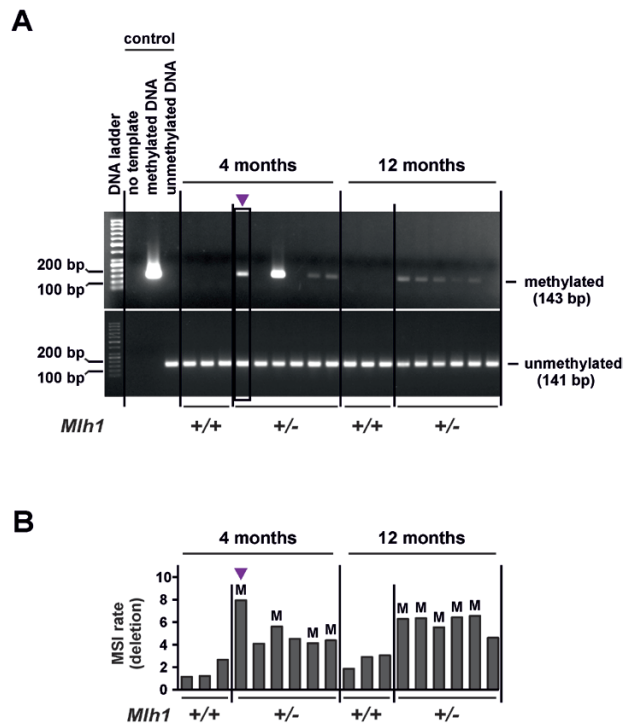 A
control
DNA ladder
no template
methylated DNA
unmethylated DNA
4 months
12 months
200 bp
100 bp
methylated
(143 bp)
200 bp
100 bp
unmethylated
(141 bp)
Mlh1
+/+
+/-
+/+
+/-
B
4 months
12 months
MSI rate
(deletion)
10
8
6
4
2
0
M
M
M
M
M
M
M
M
M
Mlh1
+/+
+/-
+/+
+/-